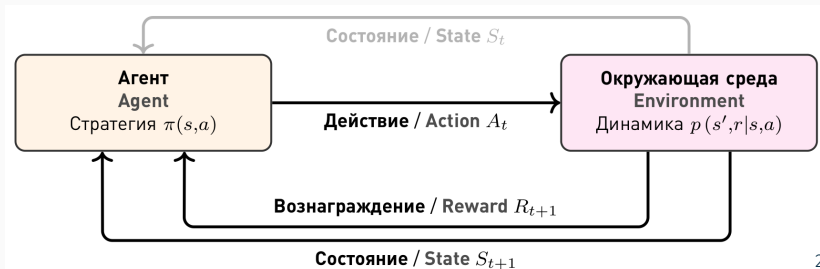 Состояние / State S_t
Агент
Agent
Стратегия π(s,a)
Действие / Action A_t
Окружающая среда
Environment
Динамика p(s′,r|s,a)
Вознаграждение / Reward R_{t+1}
Состояние / State S_{t+1}
2